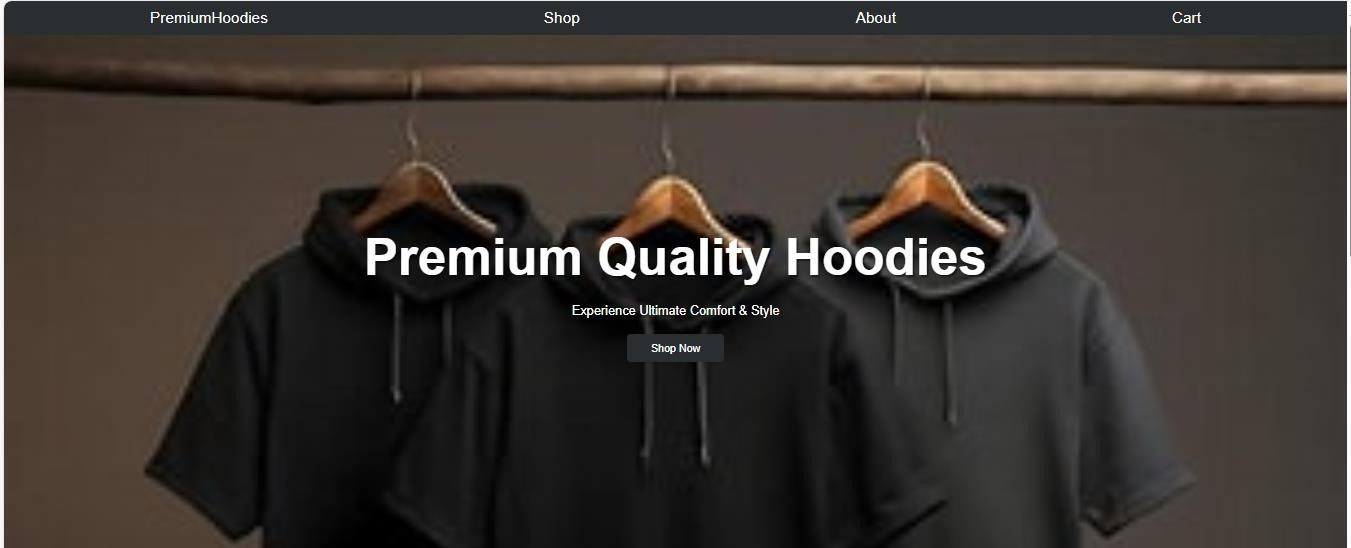 PremiumHoodies Shop About Cart
Premium Quality Hoodies
Experience Ultimate Comfort & Style
Shop Now